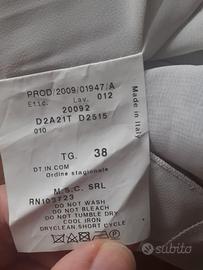 PROD/2009/01947/A
Etic. Lav. 012
20092
D2A21T D2515
010
Made in Italy
TG. 38
DT IN.COM
Ordine stagionale
M.S.C. SRL
RN103723
DO NOT WASH
DO NOT BLEACH
DO NOT TUMBLE DRY
COOL IRON
DRYCLEAN.SHORT CYCLE
subito